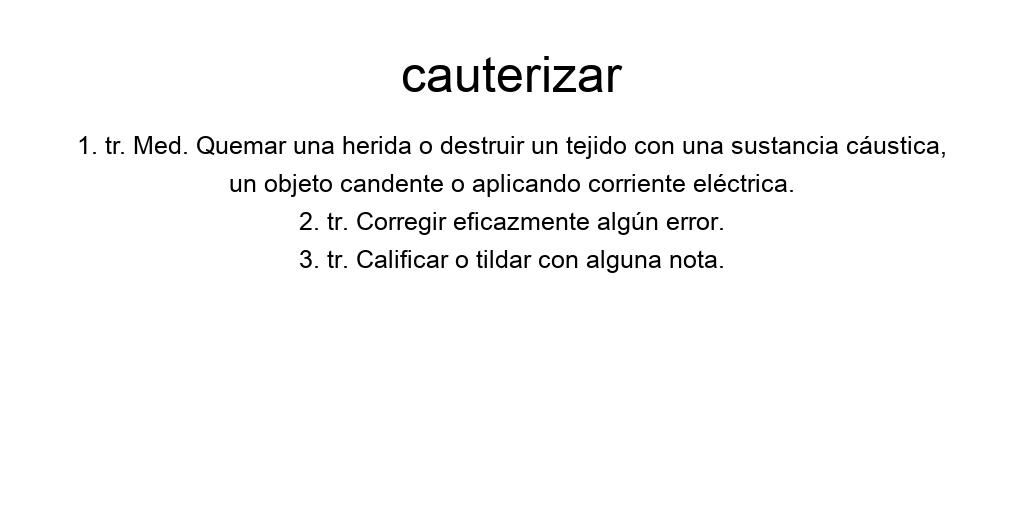 cauterizar
1. tr. Med. Quemar una herida o destruir un tejido con una sustancia cáustica,
un objeto candente o aplicando corriente eléctrica.
2. tr. Corregir eficazmente algún error.
3. tr. Calificar o tildar con alguna nota.